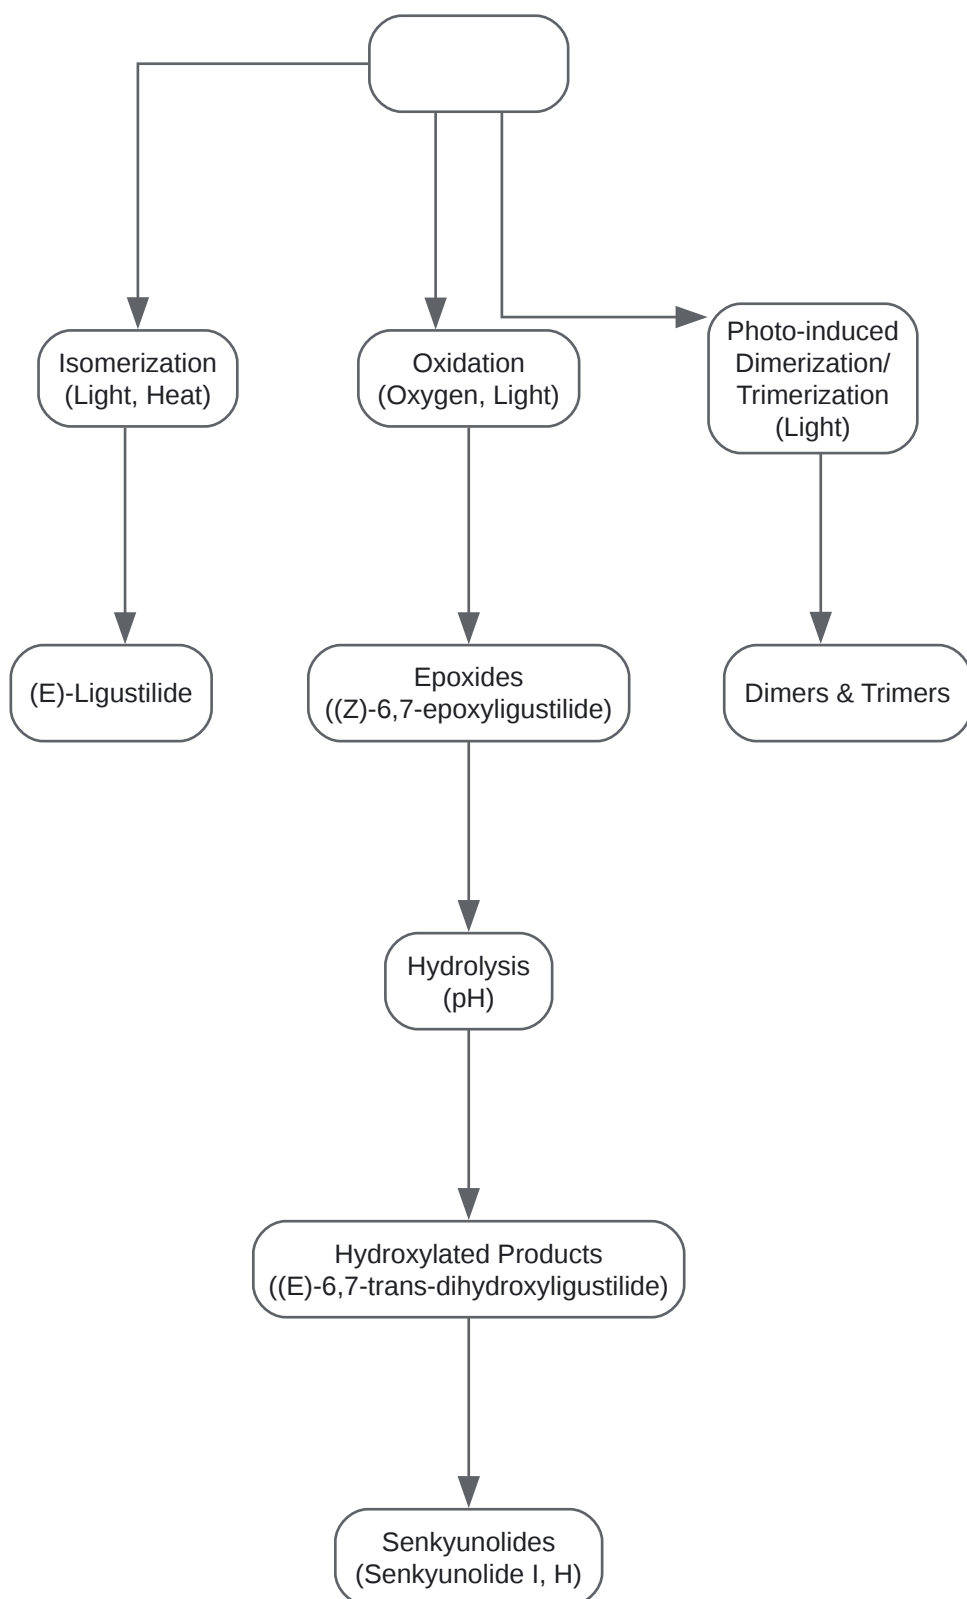 Isomerization
(Light, Heat)
Oxidation
(Oxygen, Light)
Photo-induced
Dimerization/
Trimerization
(Light)
(E)-Ligustilide
Epoxides
((Z)-6,7-epoxyligustilide)
Dimers & Trimers
Hydrolysis
(pH)
Hydroxylated Products
((E)-6,7-trans-dihydroxyligustilide)
Senkyunolides
(Senkyunolide I, H)